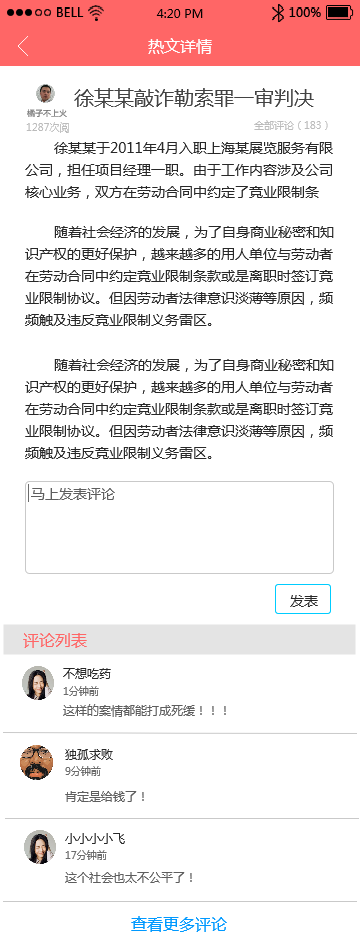 BELL 4:20 PM 100%
热文详情
徐某某敲诈勒索罪一审判决
橘子不上火
1287次阅
全部评论（183）
徐某某于2011年4月入职上海某展览服务有限
公司，担任项目经理一职。由于工作内容涉及公司
核心业务，双方在劳动合同中约定了竟业限制条
随着社会经济的发展，为了自身商业秘密和知
识产权的更好保护，越来越多的用人单位与劳动者
在劳动合同中约定竟业限制条款或是离职时签订竟
业限制协议。但因劳动者法律意识淡薄等原因，频
频触及违反竟业限制义务雷区。
随着社会经济的发展，为了自身商业秘密和知
识产权的更好保护，越来越多的用人单位与劳动者
在劳动合同中约定竟业限制条款或是离职时签订竟
业限制协议。但因劳动者法律意识淡薄等原因，频
频触及违反竟业限制义务雷区。
马上发表评论
发表
评论列表
不想吃药
1分钟前
这样的案情都能打成死缓！！！
独孤求败
9分钟前
肯定是给钱了！
小小小小飞
17分钟前
这个社会也太不公平了！
查看更多评论